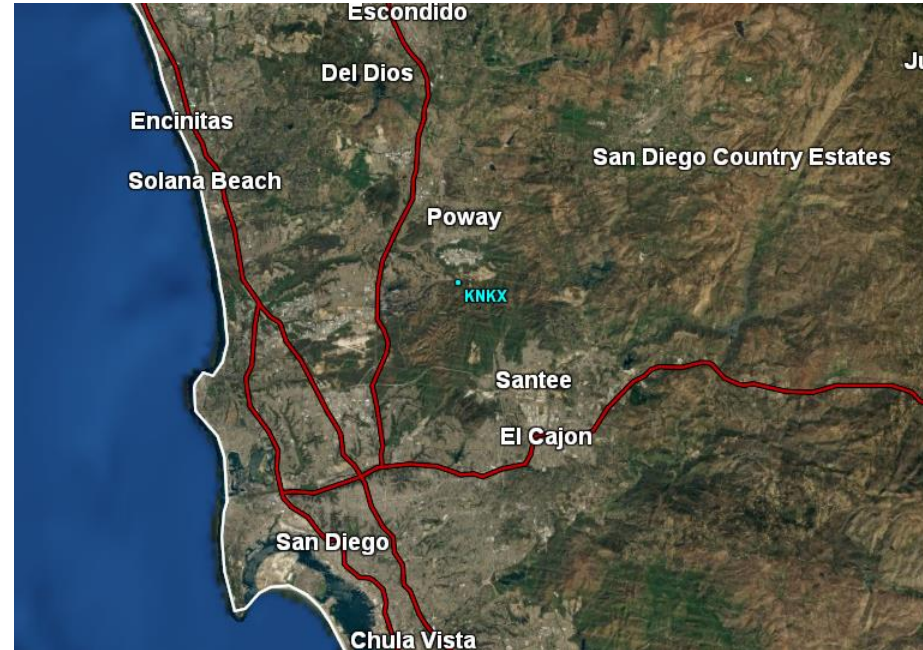 Escondido
Ju
Del Dios
Encinitas
San Diego Country Estates
Solana Beach
Poway
KNKX
Santee
El Cajon
San Diego
Chula Vista